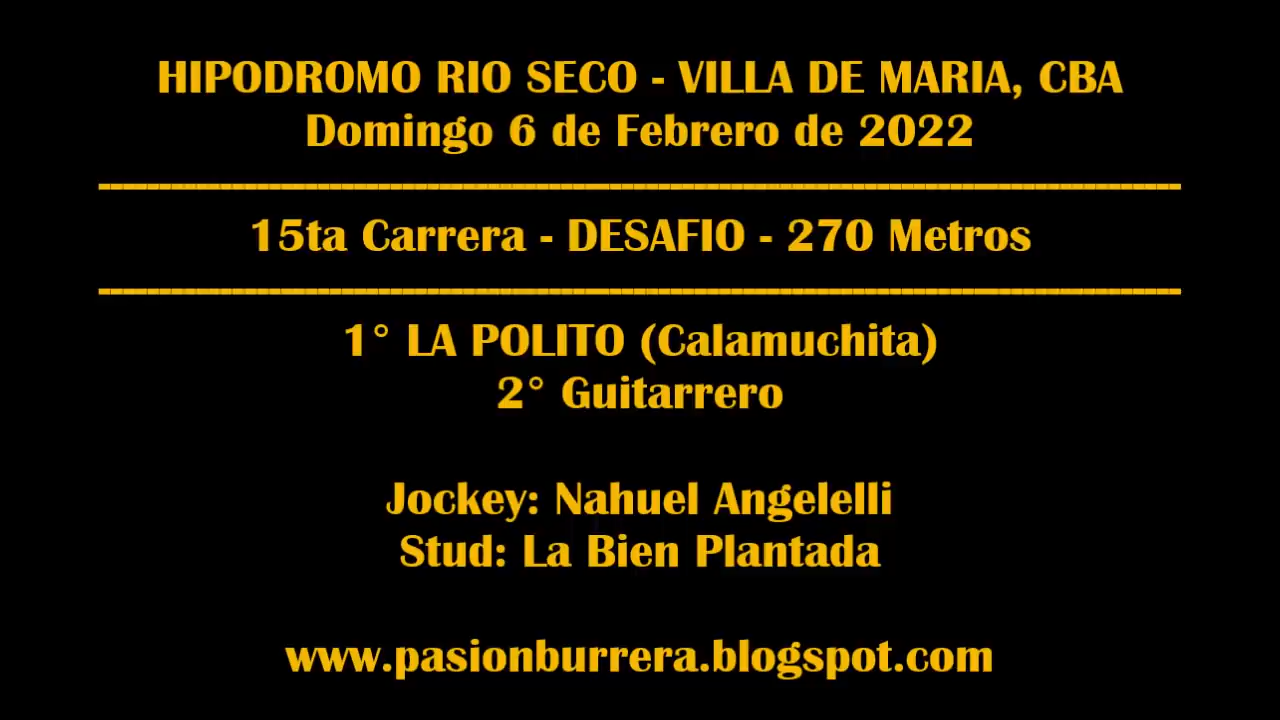 HIPODROMO RIO SECO - VILLA DE MARIA, CBA
Domingo 6 de Febrero de 2022
15ta Carrera - DESAFIO - 270 Metros
1° LA POLITO (Calamuchita)
2° Guitarrero
Jockey: Nahuel Angelelli
Stud: La Bien Plantada
www.pasionburrera.blogspot.com